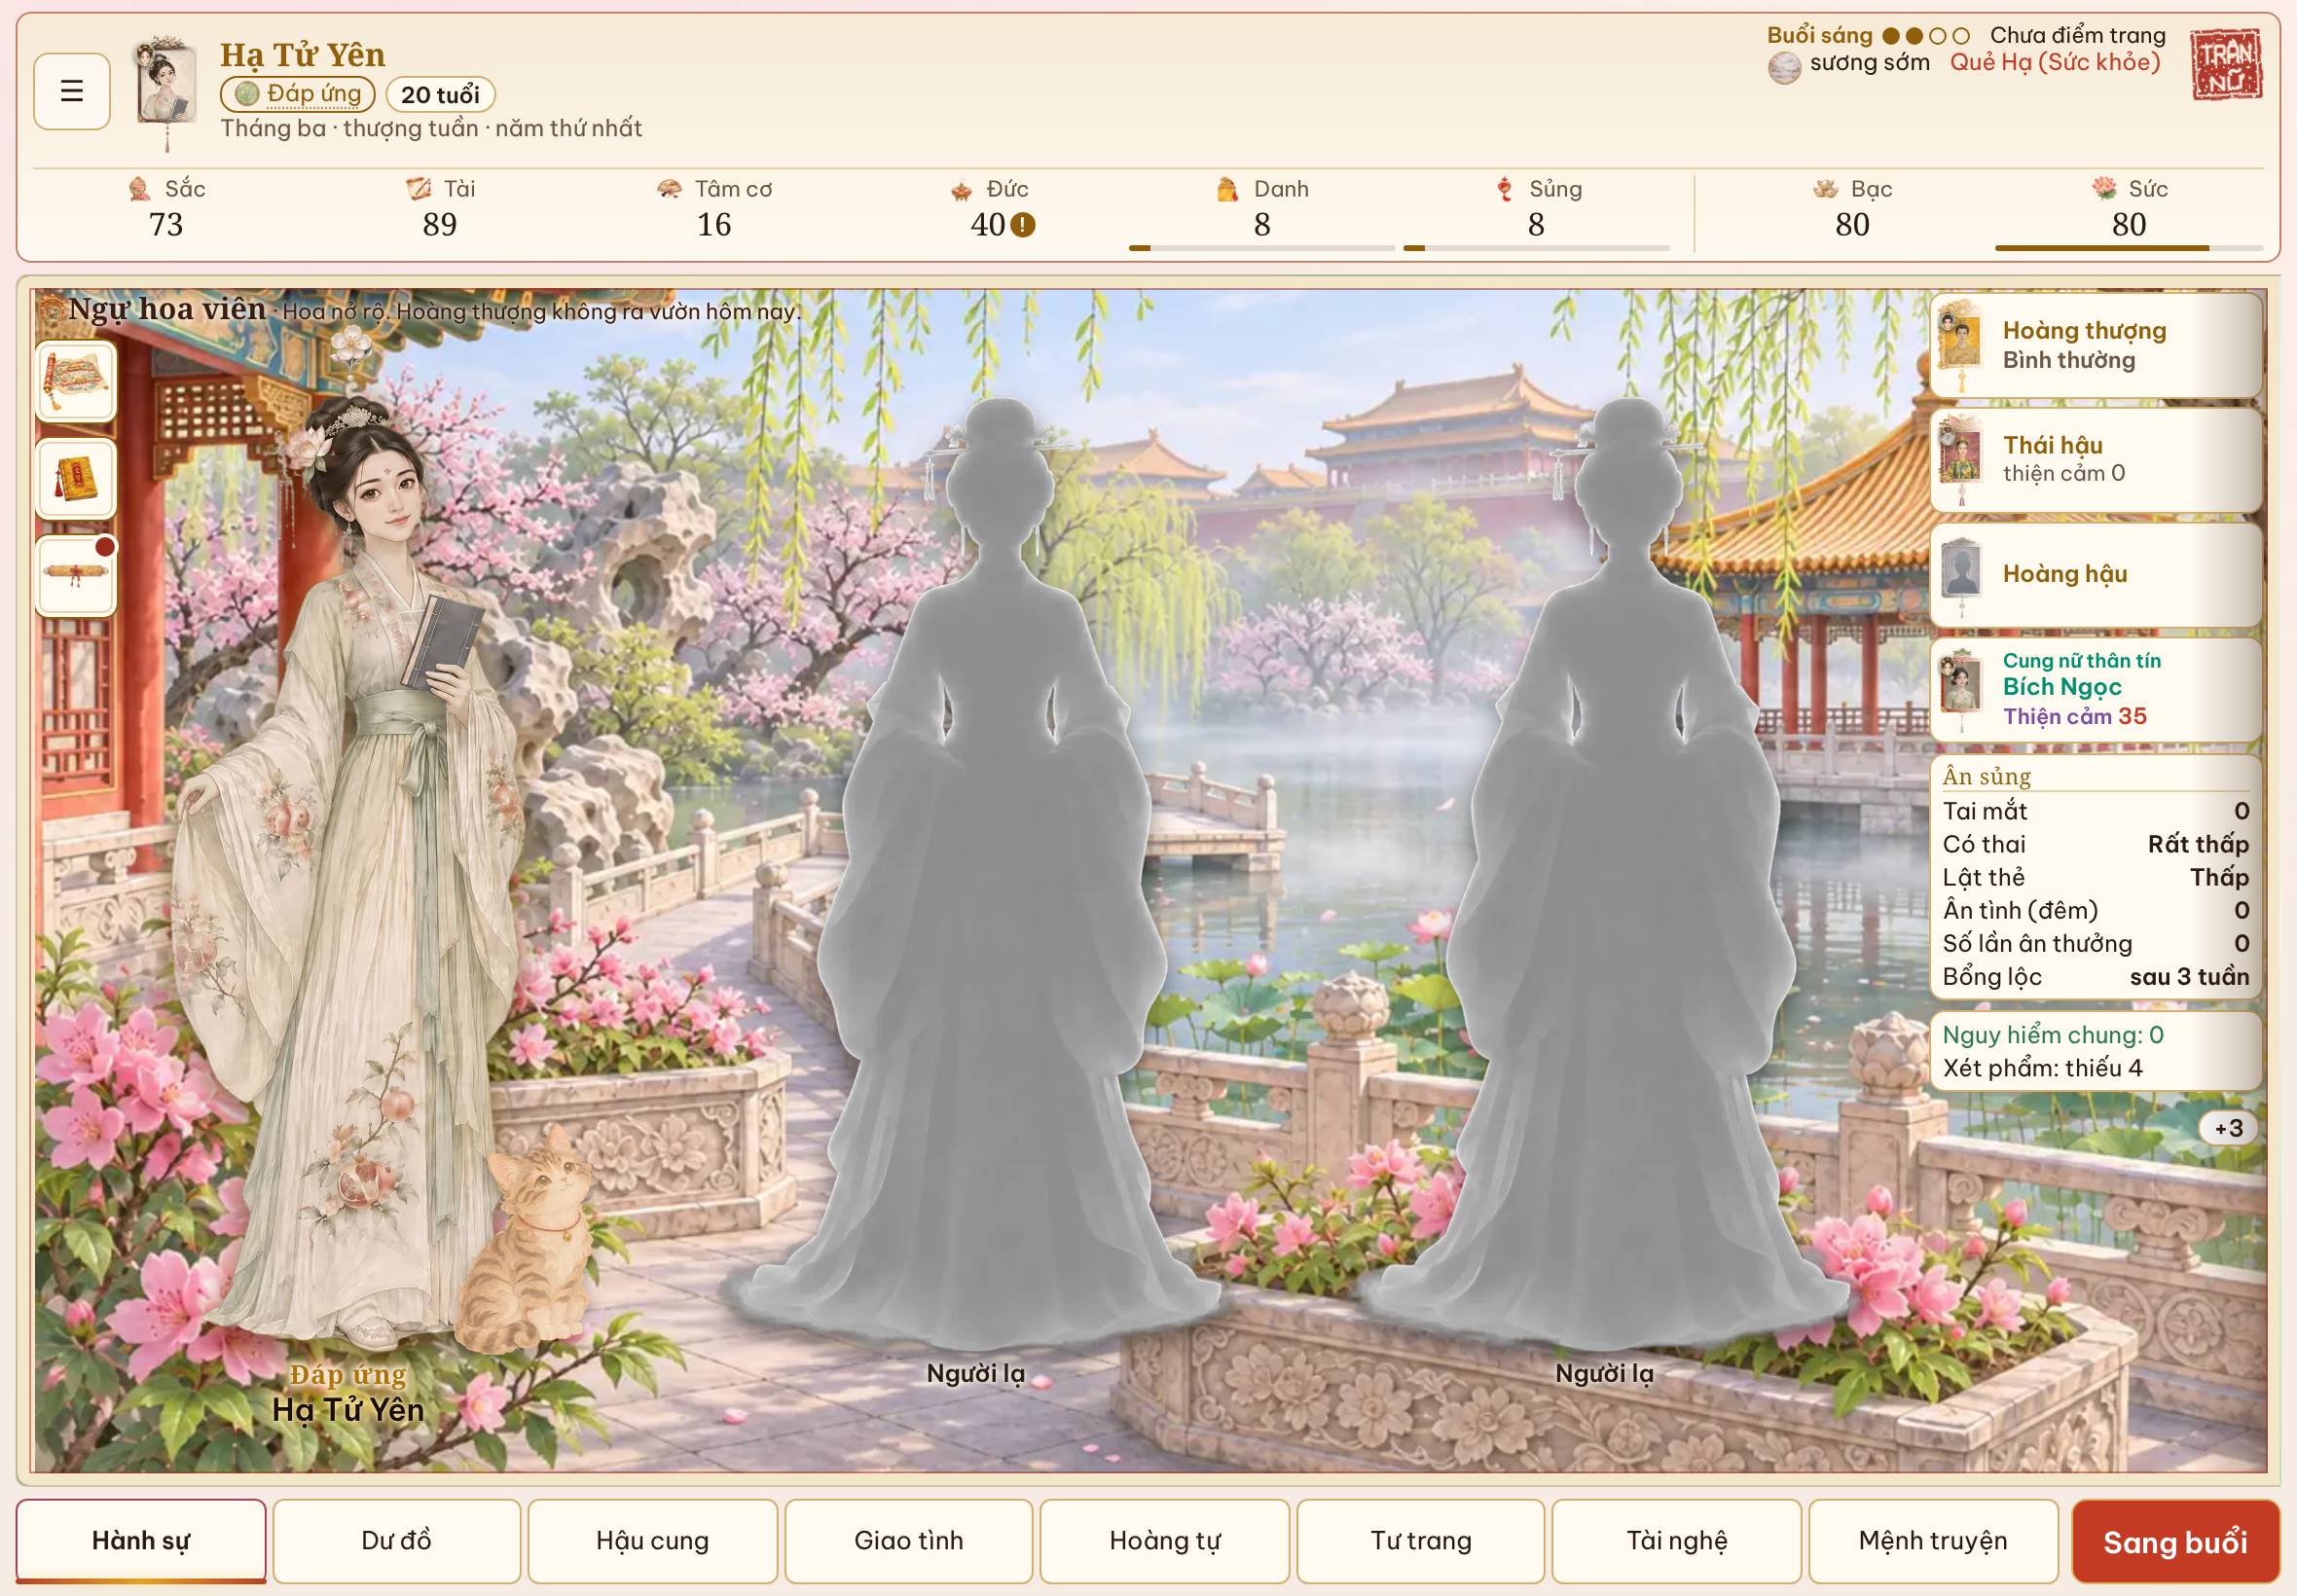 ☰
Hạ Tử Yên
Đáp ứng
20 tuổi
Tháng ba · thượng tuần · năm thứ nhất
Buổi sáng
Chưa điểm trang
sương sớm
Quẻ Hạ (Sức khỏe)
TRÂN
NỮ
Sắc
73
Tài
89
Tâm cơ
16
Đức
40 !
Danh
8
Sủng
8
Bạc
80
Sức
80
Ngự hoa viên · Hoa nở rộ. Hoàng thượng không ra vườn hôm nay.
Hoàng thượng
Bình thường
Thái hậu
thiện cảm 0
Hoàng hậu
Cung nữ thân tín
Bích Ngọc
Thiện cảm 35
Ân sủng
Tai mắt 0
Có thai Rất thấp
Lật thẻ Thấp
Ân tình (đêm) 0
Số lần ân thưởng 0
Bổng lộc sau 3 tuần
Nguy hiểm chung: 0
Xét phẩm: thiếu 4
+3
Đáp ứng
Hạ Tử Yên
Người lạ
Người lạ
Hành sự
Dư đồ
Hậu cung
Giao tình
Hoàng tự
Tư trang
Tài nghệ
Mệnh truyện
Sang buổi